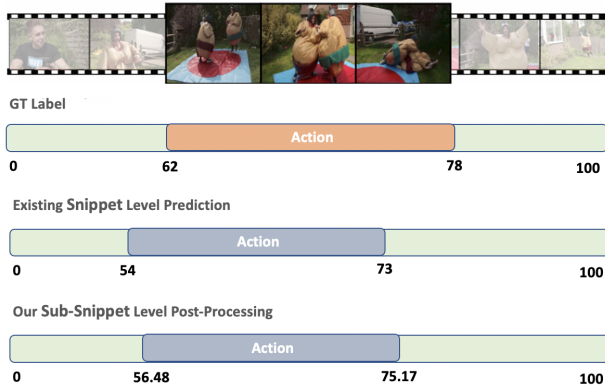 GT Label
Action
0 62 78 100
Existing Snippet Level Prediction
Action
0 54 73 100
Our Sub-Snippet Level Post-Processing
Action
0 56.48 75.17 100